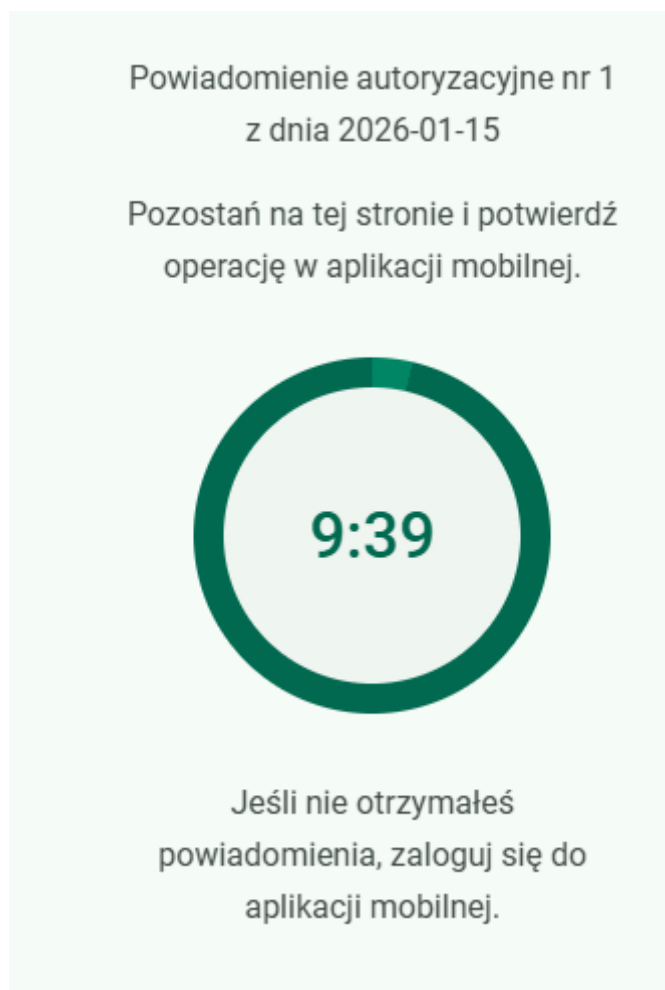 Powiadomienie autoryzacyjne nr 1
z dnia 2026-01-15
Pozostań na tej stronie i potwierdź
operację w aplikacji mobilnej.
9:39
Jeśli nie otrzymałeś
powiadomienia, zaloguj się do
aplikacji mobilnej.